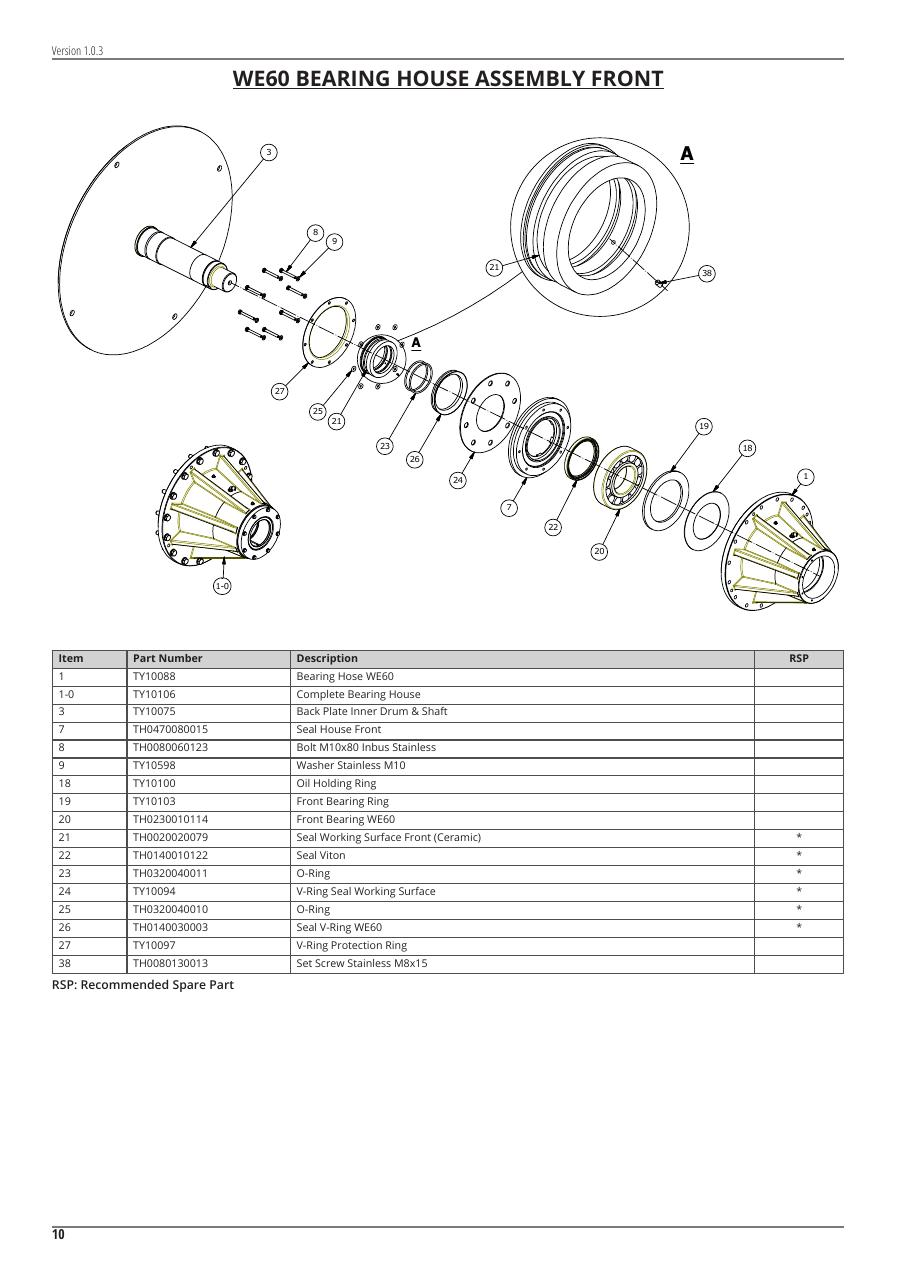 Version 1.0.3
WE60 BEARING HOUSE ASSEMBLY FRONT
A
3
8
9
21
38
A
27
25
21
23
26
24
7
22
20
19
18
1
1-0
Item Part Number Description RSP
1 TY10088 Bearing Hose WE60
1-0 TY10106 Complete Bearing House
3 TY10075 Back Plate Inner Drum & Shaft
7 TH0470080015 Seal House Front
8 TH0080060123 Bolt M10x80 Inbus Stainless
9 TY10598 Washer Stainless M10
18 TY10100 Oil Holding Ring
19 TY10103 Front Bearing Ring
20 TH0230010114 Front Bearing WE60
21 TH0020020079 Seal Working Surface Front (Ceramic) *
22 TH0140010122 Seal Viton *
23 TH0320040011 O-Ring *
24 TY10094 V-Ring Seal Working Surface *
25 TH0320040010 O-Ring *
26 TH0140030003 Seal V-Ring WE60 *
27 TY10097 V-Ring Protection Ring
38 TH0080130013 Set Screw Stainless M8x15
RSP: Recommended Spare Part
10